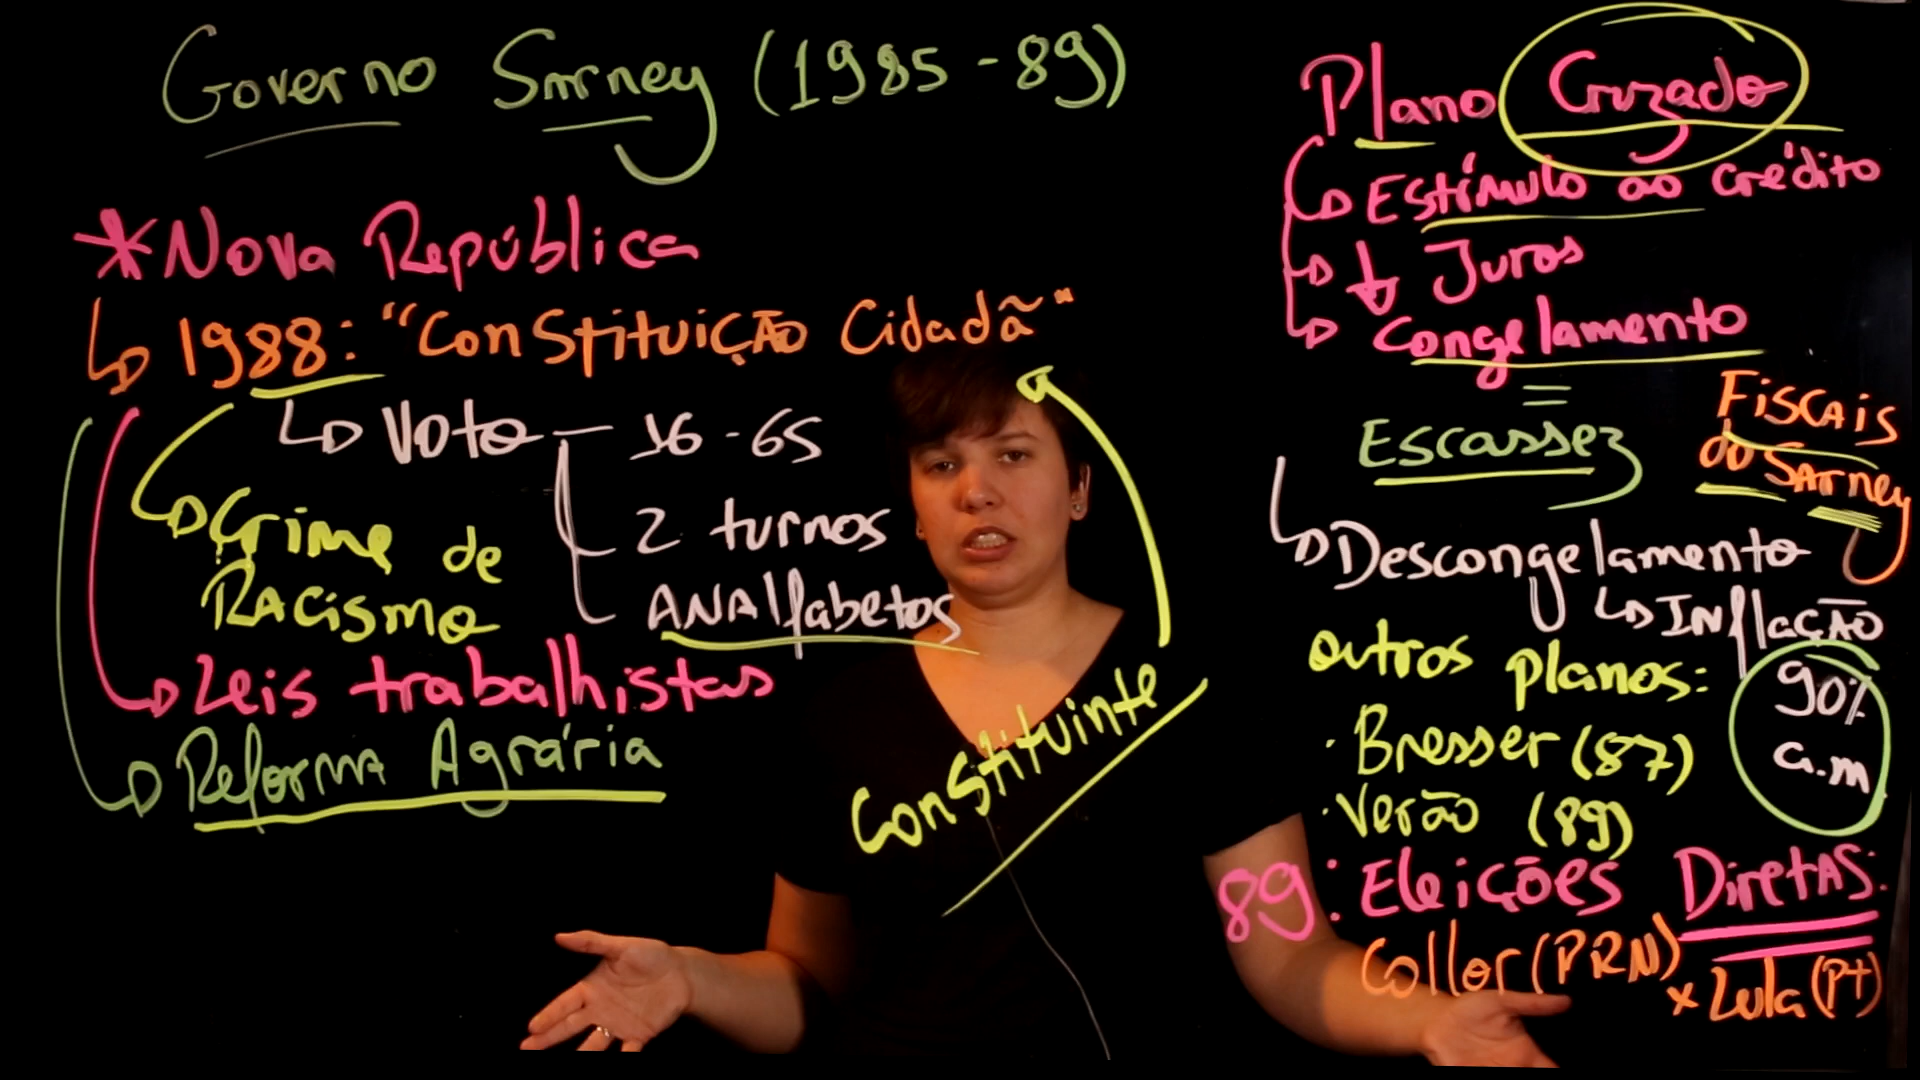 Governo Sarney (1985-89)
*Nova República
↳ 1988: "Constituição Cidadã"
↳ Voto — 16-65
2 turnos
Analfabetos
↳ Crime de
Racismo
↳ Leis trabalhistas
↳ Reforma Agrária
Constituinte
Plano Cruzado
↳ Estímulo ao crédito
↳ ↓ Juros
↳ Congelamento
=
Escassez
Fiscais
do Sarney
↳ Descongelamento
↳ Inflação
90%
a.m
outros planos:
· Bresser (87)
· Verão (89)
89: Eleições Diretas:
Collor (PRN)
x Lula (PT)